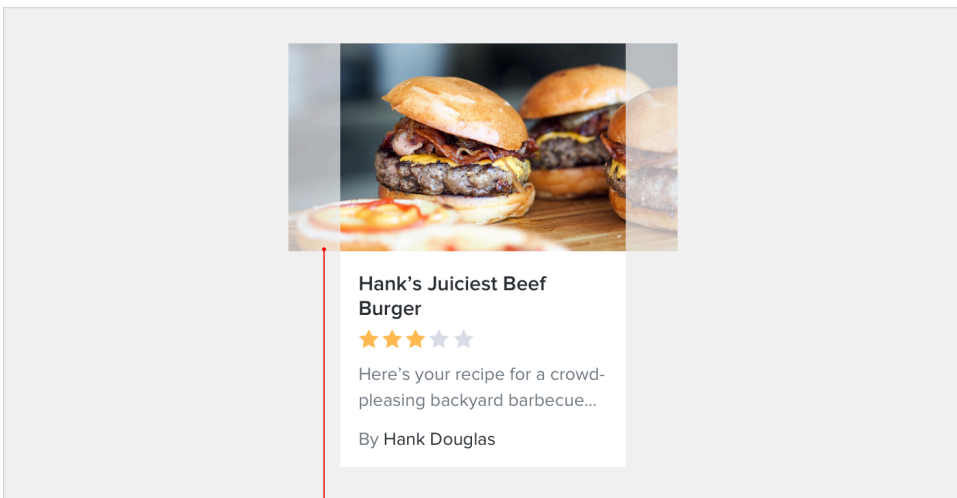 Hank’s Juiciest Beef
Burger
Here’s your recipe for a crowd-
pleasing backyard barbecue...
By Hank Douglas